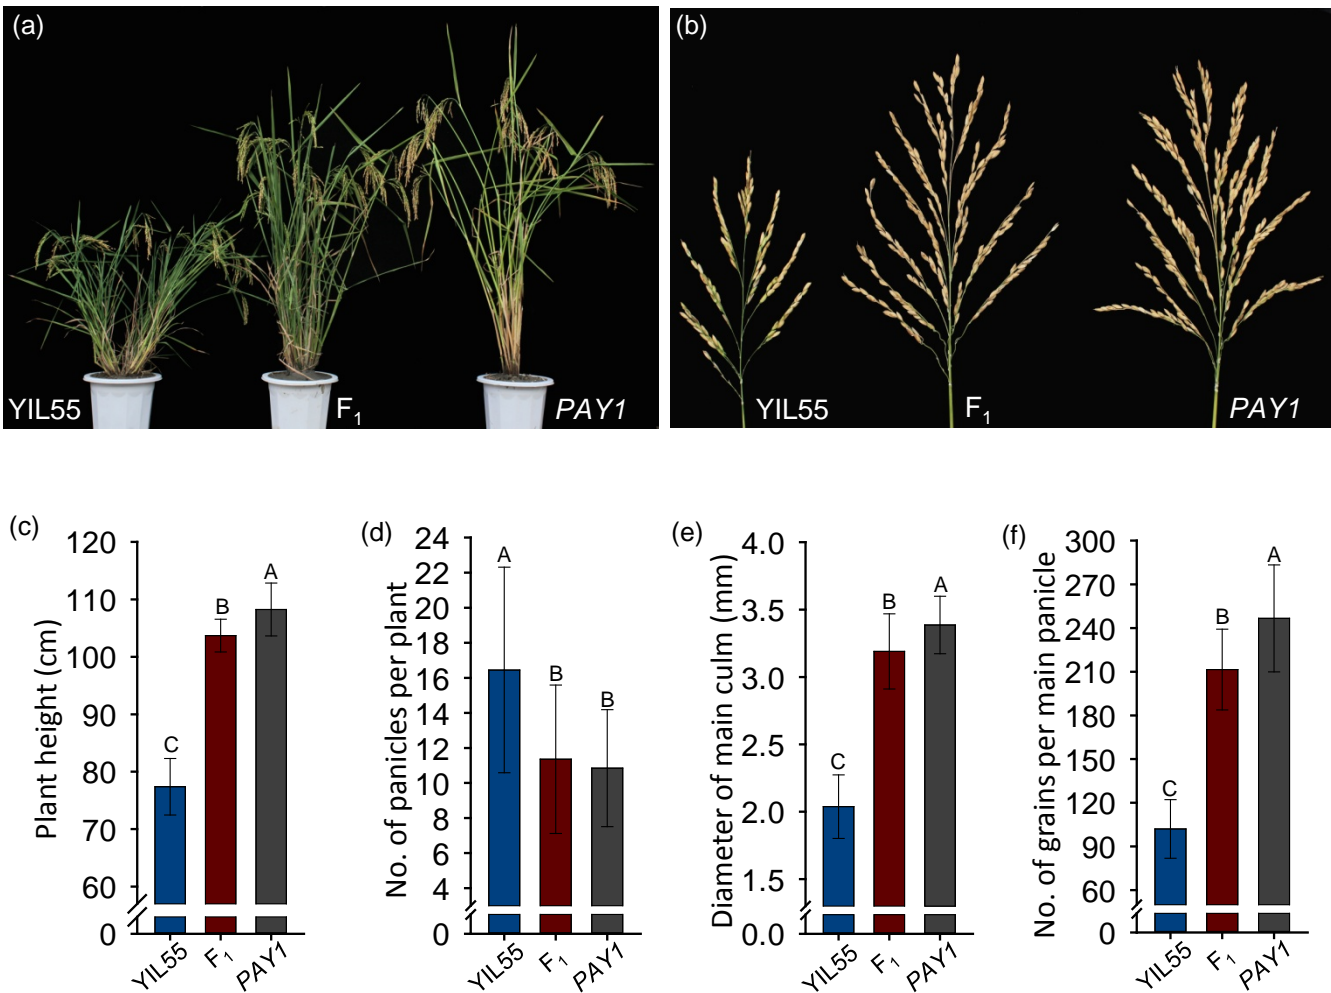 (a)
YIL55
F1
PAY1
(b)
YIL55
F1
PAY1
(c)
Plant height (cm)
120
110
100
90
80
70
60
0
C
B
A
YIL55
F1
PAY1
(d)
No. of panicles per plant
24
22
20
18
16
14
12
10
8
6
4
0
A
B
B
YIL55
F1
PAY1
(e)
Diameter of main culm (mm)
4.0
3.5
3.0
2.5
2.0
1.5
0.0
C
B
A
YIL55
F1
PAY1
(f)
No. of grains per main panicle
300
270
240
210
180
150
120
90
60
0
C
B
A
YIL55
F1
PAY1